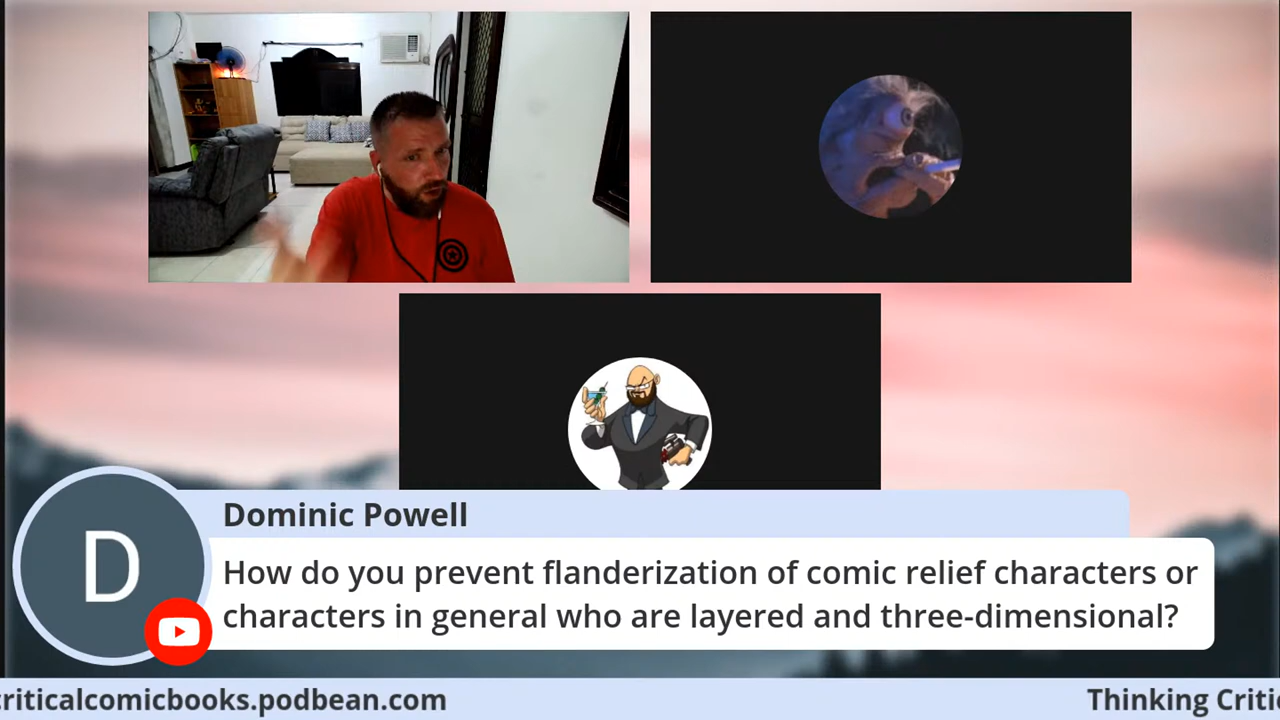 Dominic Powell
D
How do you prevent flanderization of comic relief characters or
characters in general who are layered and three-dimensional?
criticalcomicbooks.podbean.com
Thinking Critic